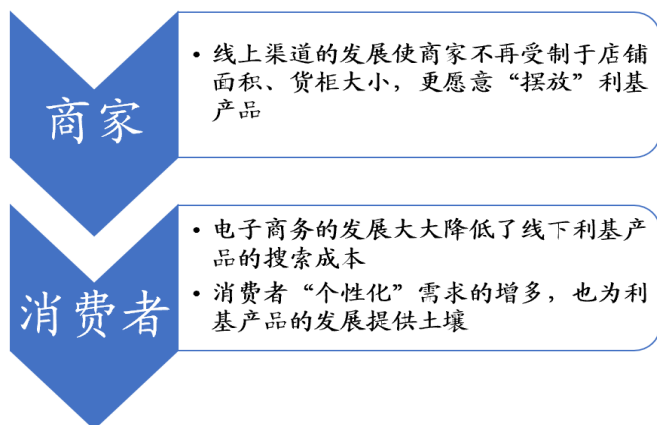 商家
• 线上渠道的发展使商家不再受制于店铺
面积、货柜大小，更愿意“摆放”利基
产品
消费者
• 电子商务的发展大大降低了线下利基产
品的搜索成本
• 消费者“个性化”需求的增多，也为利
基产品的发展提供土壤